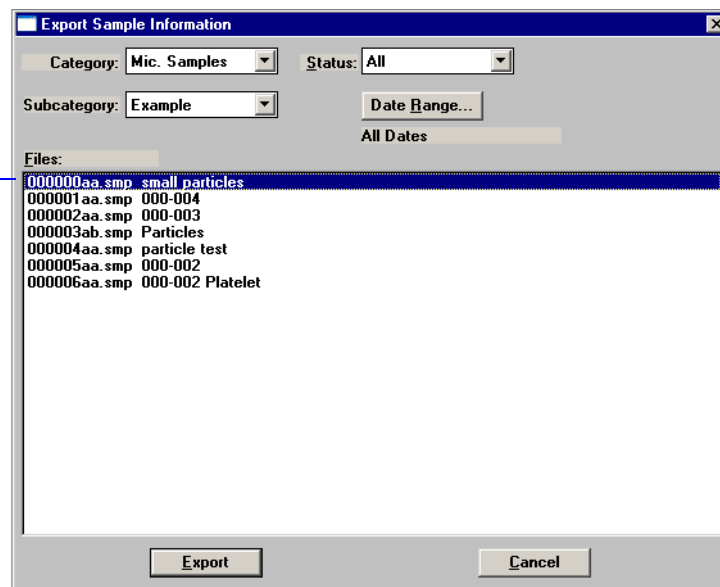 Export Sample Information
Category: Mic. Samples Status: All
Subcategory: Example Date Range...
All Dates
Files:
000000aa.smp small particles
000001aa.smp 000-004
000002aa.smp 000-003
000003ab.smp Particles
000004aa.smp particle test
000005aa.smp 000-002
000006aa.smp 000-002 Platelet
Export Cancel